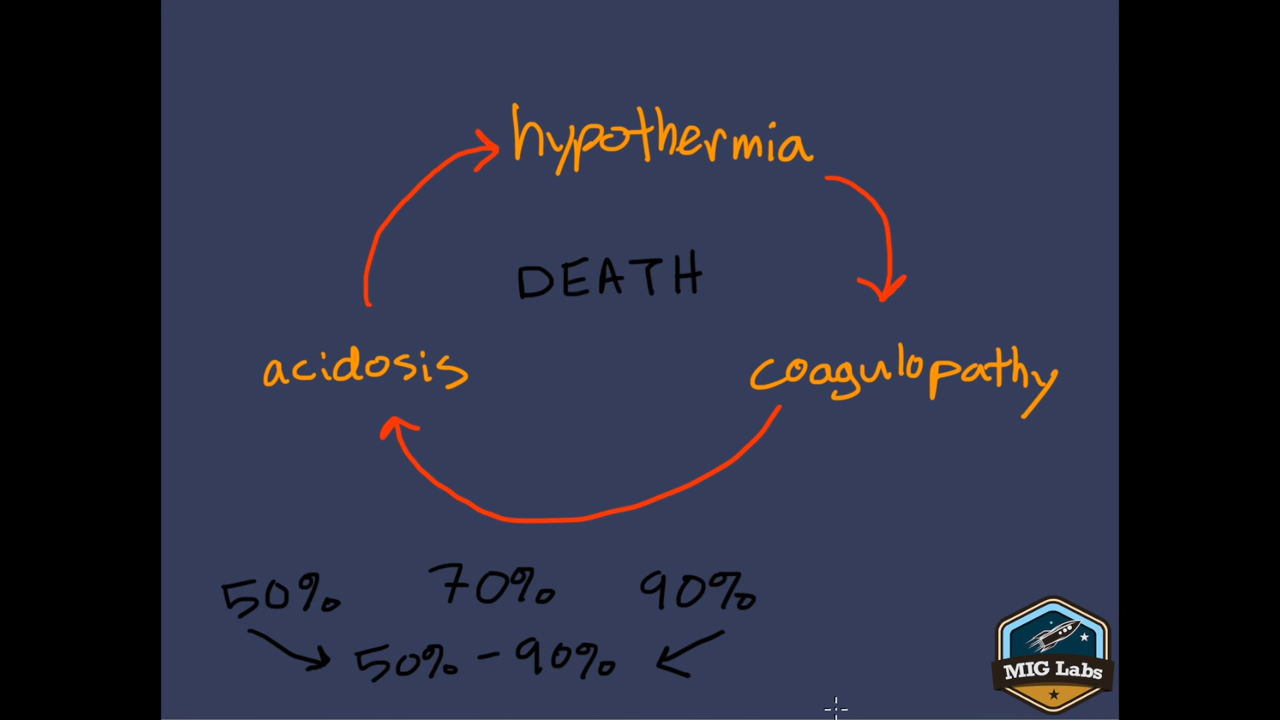 hypothermia
DEATH
acidosis coagulopathy
50% 70% 90%
50% - 90%
MIG Labs